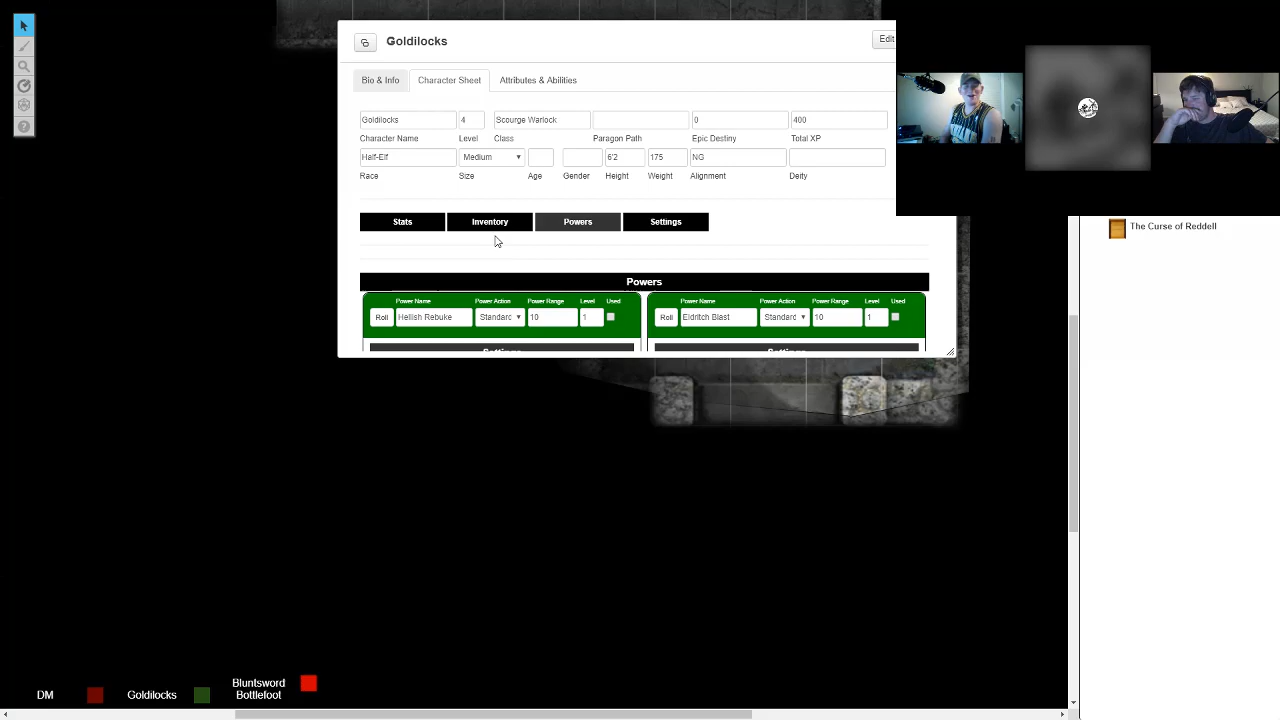 Goldilocks
Edit
Bio & Info Character Sheet Attributes & Abilities
Goldilocks 4 Scourge Warlock 0 400
Character Name Level Class Paragon Path Epic Destiny Total XP
Half-Elf Medium 6'2 175 NG
Race Size Age Gender Height Weight Alignment Deity
Stats Inventory Powers Settings
Powers
Power Name Power Action Power Range Level Used
Roll Hellish Rebuke Standard 10 1
Power Name Power Action Power Range Level Used
Roll Eldritch Blast Standard 10 1
Settings Settings
The Curse of Reddell
DM Goldilocks Bluntsword
Bottlefoot